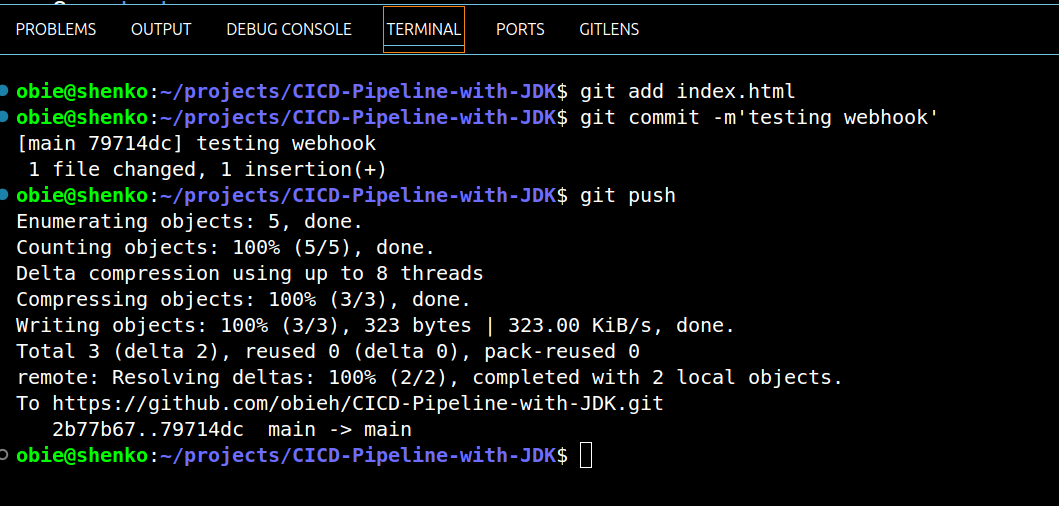 PROBLEMS OUTPUT DEBUG CONSOLE TERMINAL PORTS GITLENS
obie@shenko:~/projects/CICD-Pipeline-with-JDK$ git add index.html
obie@shenko:~/projects/CICD-Pipeline-with-JDK$ git commit -m'testing webhook'
[main 79714dc] testing webhook
 1 file changed, 1 insertion(+)
obie@shenko:~/projects/CICD-Pipeline-with-JDK$ git push
Enumerating objects: 5, done.
Counting objects: 100% (5/5), done.
Delta compression using up to 8 threads
Compressing objects: 100% (3/3), done.
Writing objects: 100% (3/3), 323 bytes | 323.00 KiB/s, done.
Total 3 (delta 2), reused 0 (delta 0), pack-reused 0
remote: Resolving deltas: 100% (2/2), completed with 2 local objects.
To https://github.com/obieh/CICD-Pipeline-with-JDK.git
   2b77b67..79714dc  main -> main
obie@shenko:~/projects/CICD-Pipeline-with-JDK$